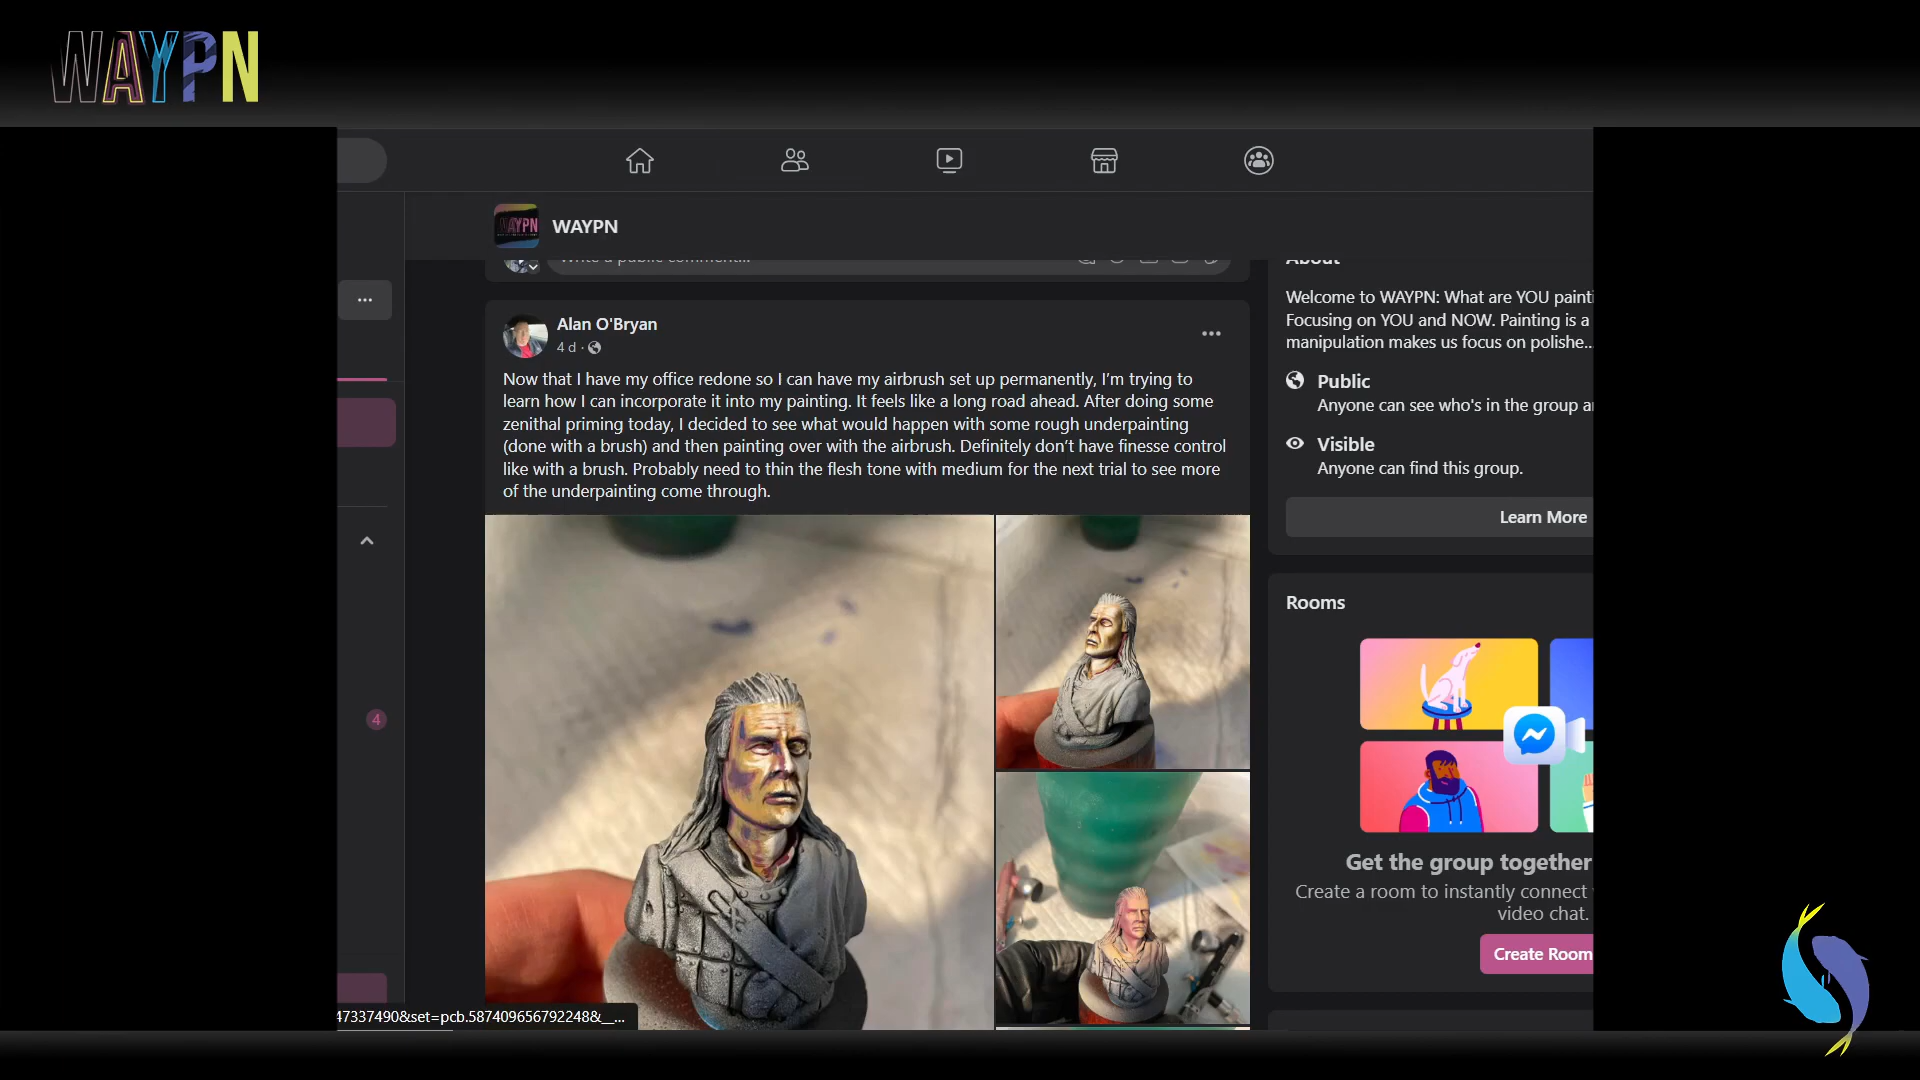 WAYPN
WAYPN
WAYPN
Write a public comment...
About
Alan O'Bryan
4 d ·
Now that I have my office redone so I can have my airbrush set up permanently, I'm trying to
learn how I can incorporate it into my painting. It feels like a long road ahead. After doing some
zenithal priming today, I decided to see what would happen with some rough underpainting
(done with a brush) and then painting over with the airbrush. Definitely don't have finesse control
like with a brush. Probably need to thin the flesh tone with medium for the next trial to see more
of the underpainting come through.
Welcome to WAYPN: What are YOU painti
Focusing on YOU and NOW. Painting is a
manipulation makes us focus on polishe...
Public
Anyone can see who's in the group a
Visible
Anyone can find this group.
Learn More
Rooms
4
Get the group together
Create a room to instantly connect
video chat.
Create Room
47337490&set=pcb.587409656792248&__...